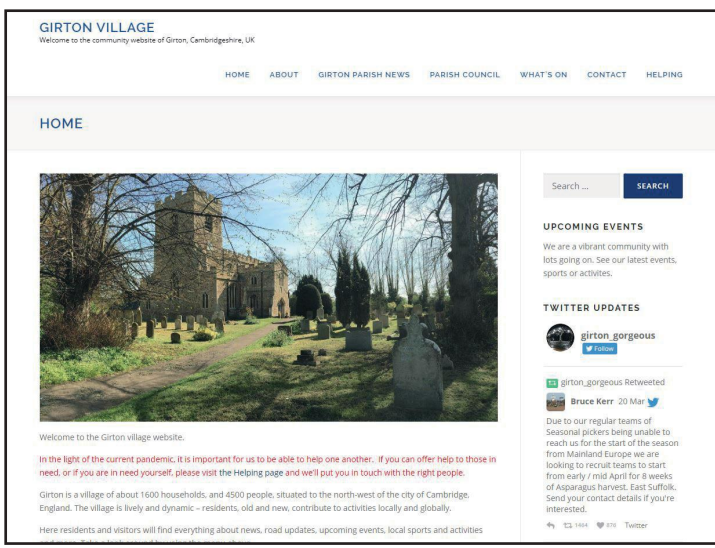 GIRTON VILLAGE
Welcome to the community website of Girton, Cambridgeshire, UK
HOME ABOUT GIRTON PARISH NEWS PARISH COUNCIL WHAT'S ON CONTACT HELPING
HOME
Welcome to the Girton village website.
In the light of the current pandemic, it is important for us to be able to help one another. If you can offer help to those in
need, or if you are in need yourself, please visit the Helping page and we'll put you in touch with the right people.
Girton is a village of about 1600 households, and 4500 people, situated to the north-west of the city of Cambridge,
England. The village is lively and dynamic – residents, old and new, contribute to activities locally and globally.
Here residents and visitors will find everything about news, road updates, upcoming events, local sports and activities
Search ... SEARCH
UPCOMING EVENTS
We are a vibrant community with
lots going on. See our latest events,
sports or activites.
TWITTER UPDATES
girton_gorgeous
Follow
girton_gorgeous Retweeted
Bruce Kerr 20 Mar
Due to our regular teams of
Seasonal pickers being unable to
reach us for the start of the season
from Mainland Europe we are
looking to recruit teams to start
from early / mid April for 8 weeks
of Asparagus harvest. East Suffolk.
Send your contact details if you're
interested.
Twitter